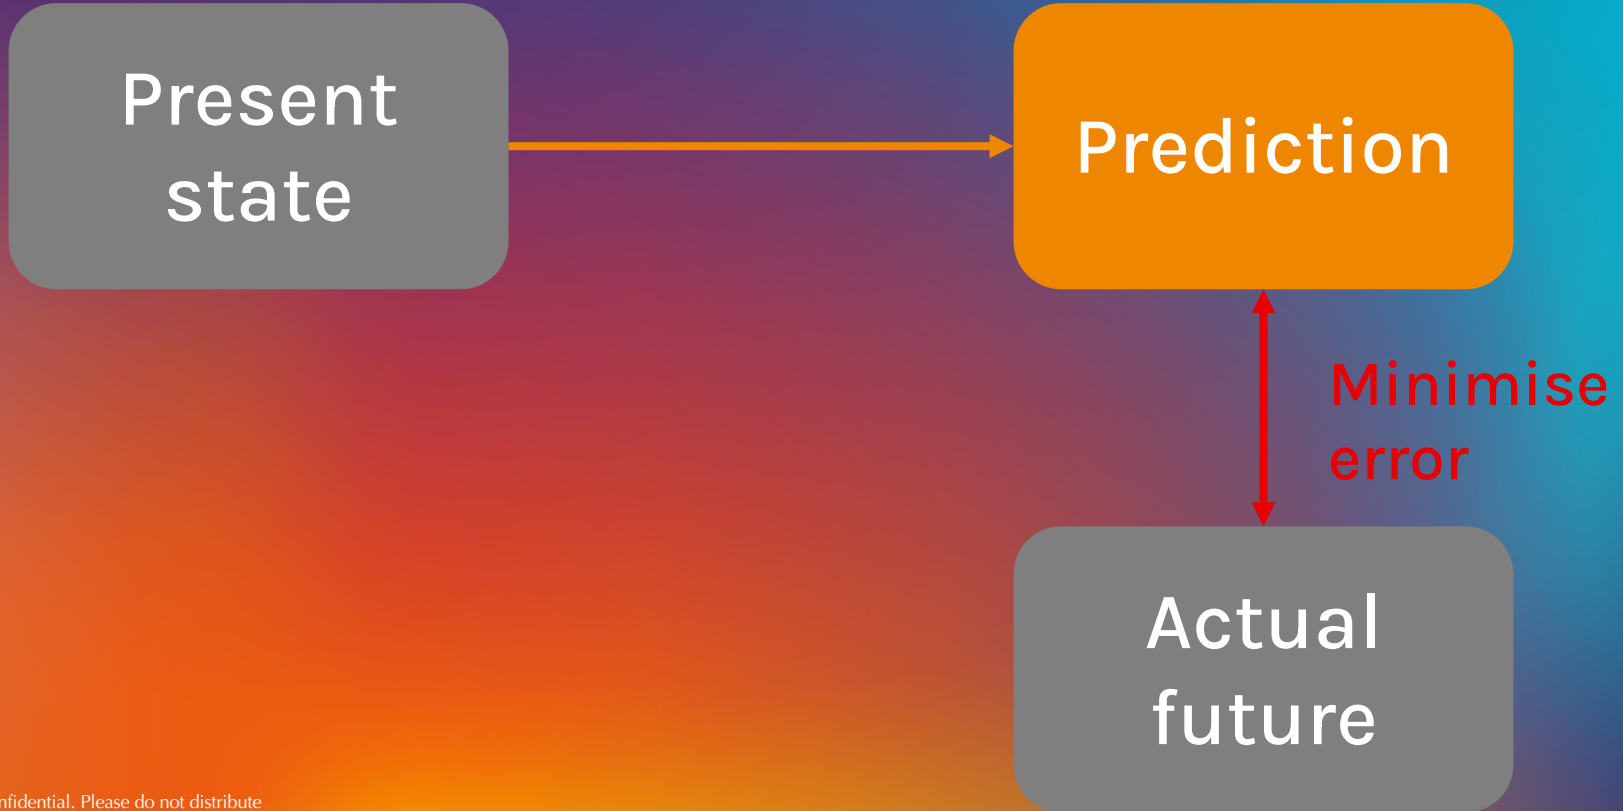 Present
state
Prediction
Minimise
error
Actual
future
nfidential. Please do not distribute